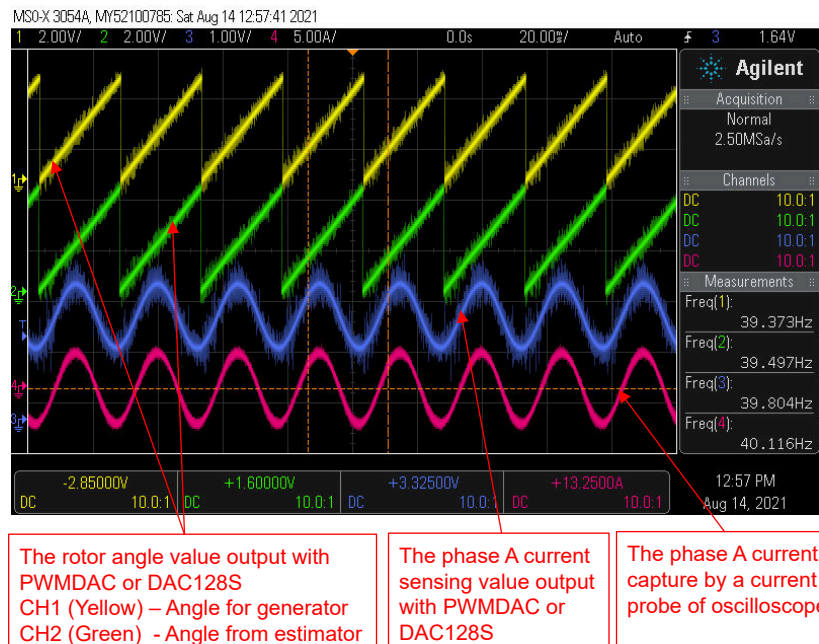 MSO-X 3054A, MY52100785: Sat Aug 14 12:57:41 2021
1 2.00V/ 2 2.00V/ 3 1.00V/ 4 5.00A/ 0.0s 20.00ms/ Auto 3 1.64V
Agilent
Acquisition
Normal
2.50MSa/s
Channels
DC 10.0:1
DC 10.0:1
DC 10.0:1
DC 10.0:1
Measurements
Freq(1):
39.373Hz
Freq(2):
39.497Hz
Freq(3):
39.804Hz
Freq(4):
40.116Hz
1
2
T
4
3
-2.85000V +1.60000V +3.32500V +13.2500A
DC 10.0:1 DC 10.0:1 DC 10.0:1 DC 10.0:1
12:57 PM
Aug 14, 2021
The rotor angle value output with
PWMDAC or DAC128S
CH1 (Yellow) – Angle for generator
CH2 (Green) - Angle from estimator
The phase A current
sensing value output
with PWMDAC or
DAC128S
The phase A current
capture by a current
probe of oscilloscope